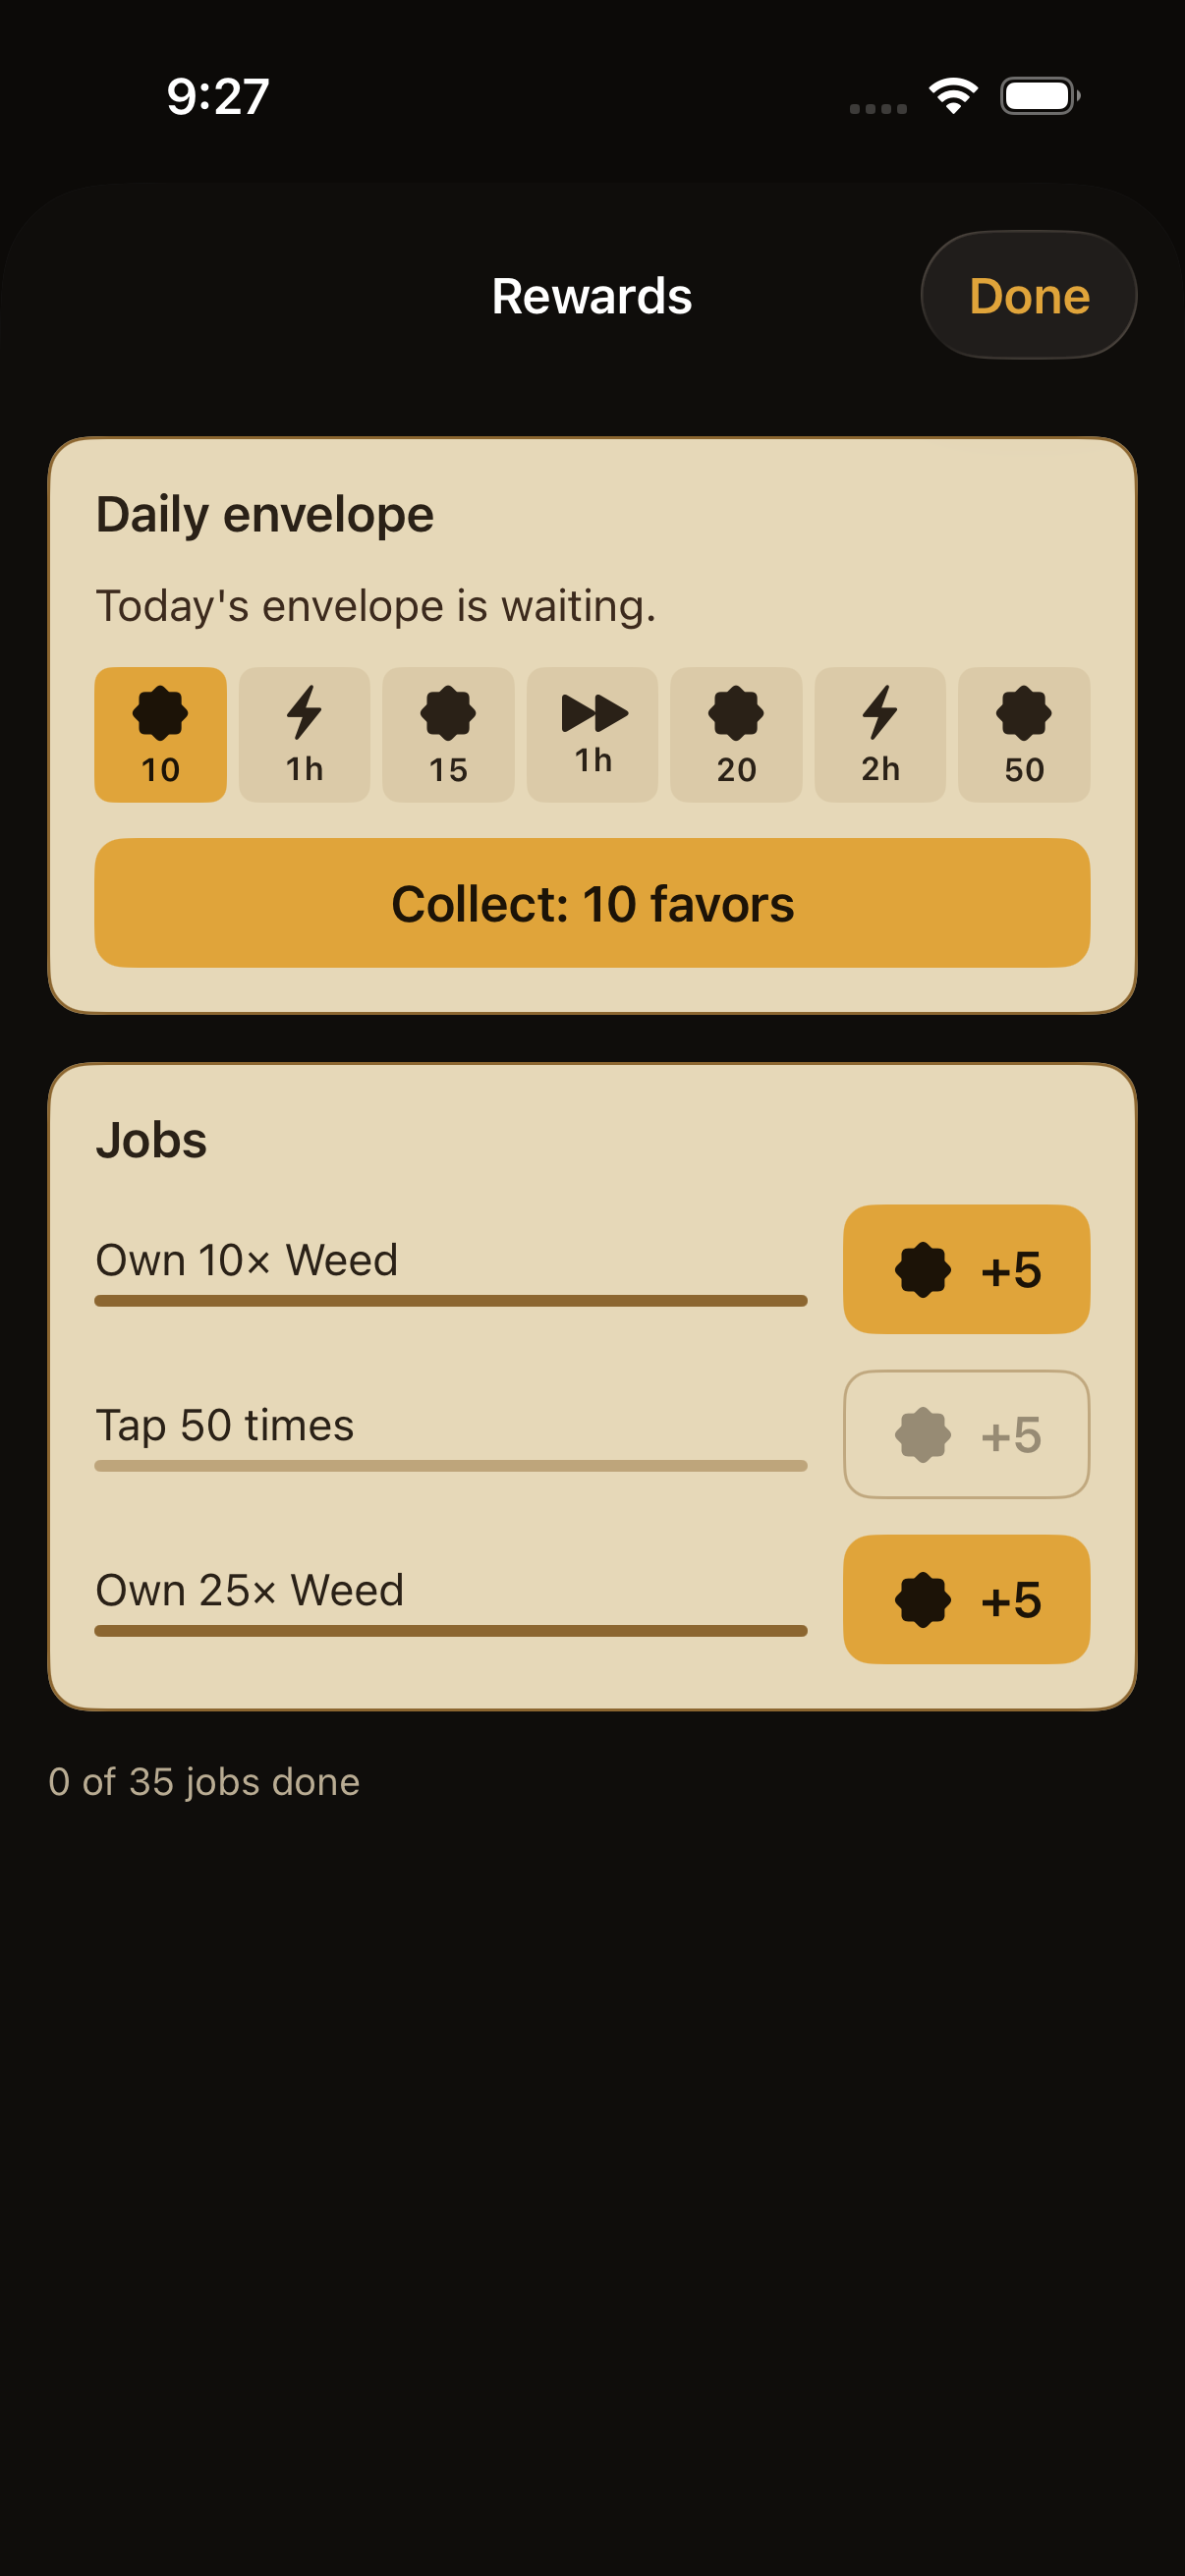 9:27
Rewards
Done
Daily envelope
Today's envelope is waiting.
10 1h 15 1h 20 2h 50
Collect: 10 favors
Jobs
Own 10× Weed
+5
Tap 50 times
+5
Own 25× Weed
+5
0 of 35 jobs done